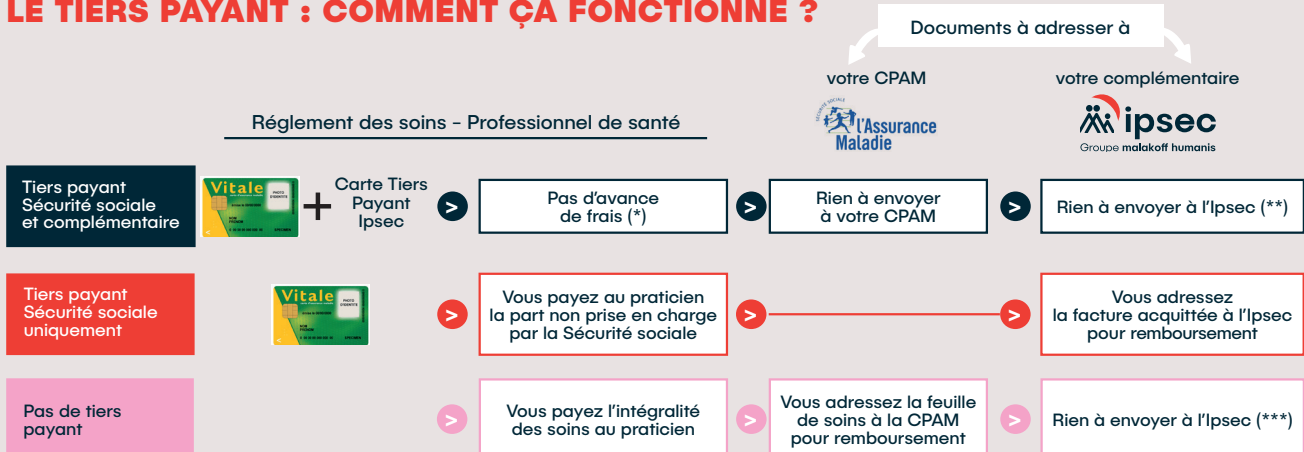 LE TIERS PAYANT : COMMENT ÇA FONCTIONNE ?
Documents à adresser à
votre CPAM
votre complémentaire
Réglement des soins - Professionnel de santé
SÉCURITÉ SOCIALE
l'Assurance
Maladie
ipsec
Groupe malakoff humanis
Tiers payant
Sécurité sociale
et complémentaire
Vitale
+
Carte Tiers
Payant
Ipsec
>
Pas d'avance
de frais (*)
>
Rien à envoyer
à votre CPAM
>
Rien à envoyer à l'Ipsec (**)
Tiers payant
Sécurité sociale
uniquement
Vitale
>
Vous payez au praticien
la part non prise en charge
par la Sécurité sociale
>
>
Vous adressez
la facture acquittée à l'Ipsec
pour remboursement
Pas de tiers
payant
>
Vous payez l'intégralité
des soins au praticien
>
Vous adressez la feuille
de soins à la CPAM
pour remboursement
>
Rien à envoyer à l'Ipsec (***)